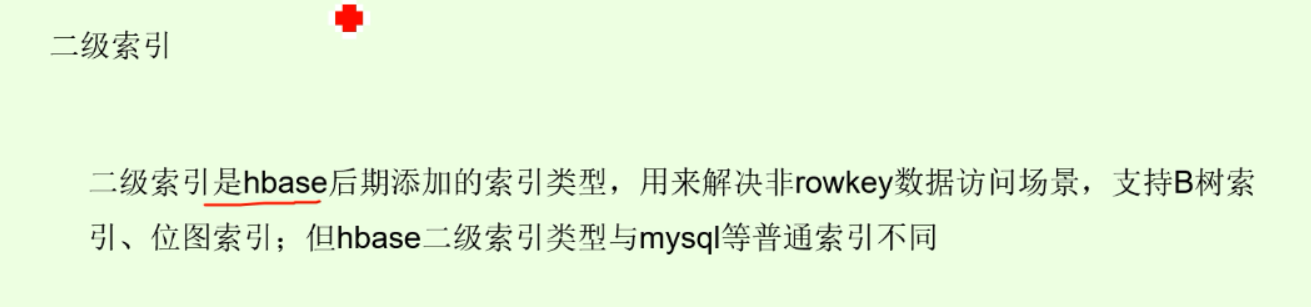 二级索引
二级索引是hbase后期添加的索引类型，用来解决非rowkey数据访问场景，支持B树索
引、位图索引；但hbase二级索引类型与mysql等普通索引不同